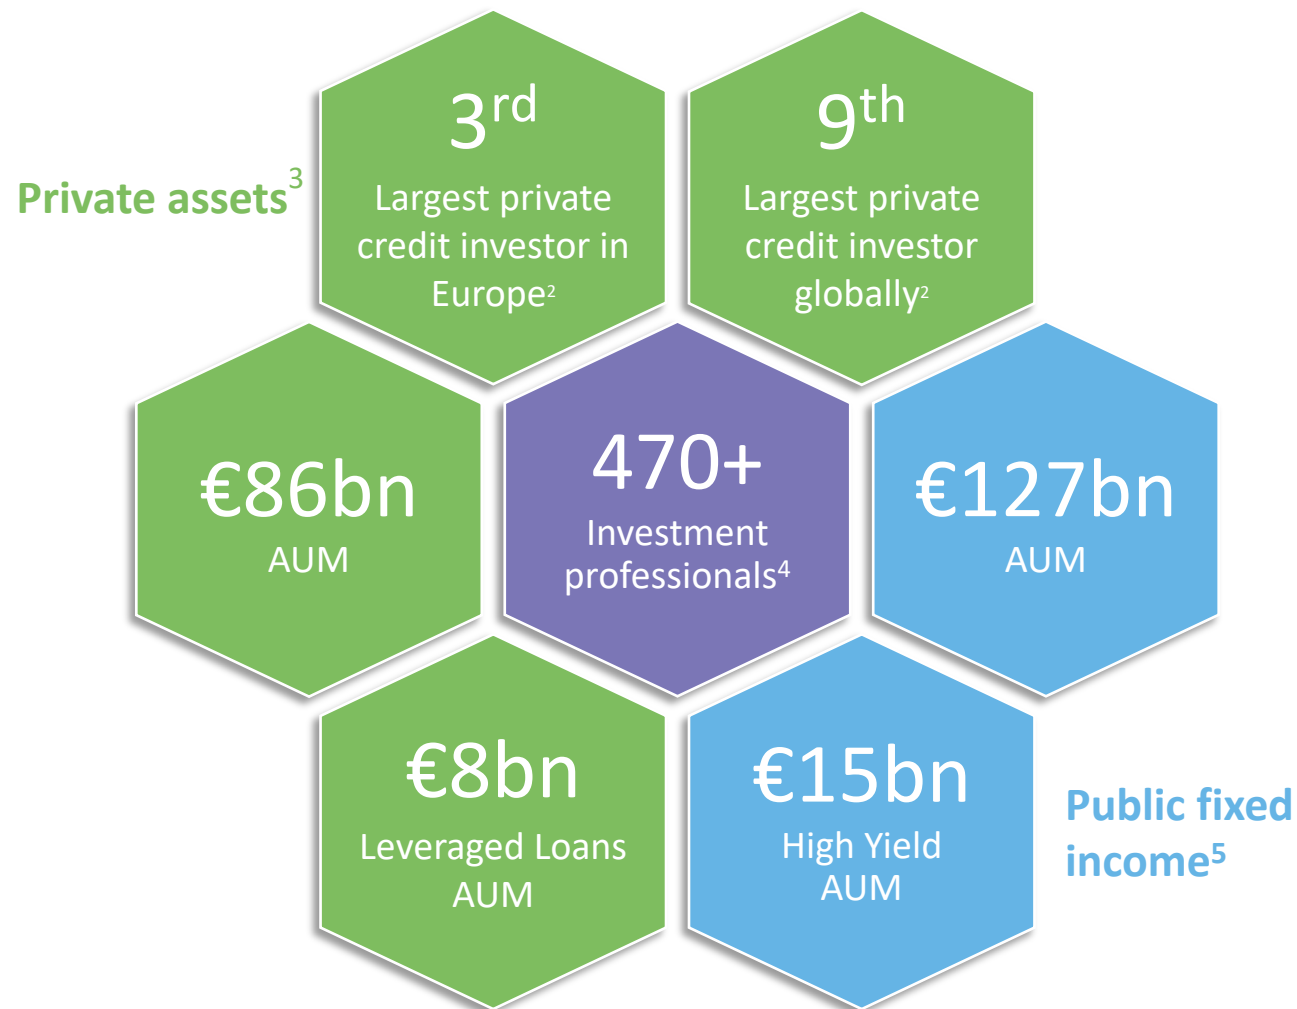 3rd
Largest private
credit investor in
Europe2
9th
Largest private
credit investor
globally2
Private assets3
€86bn
AUM
470+
Investment
professionals4
€127bn
AUM
€8bn
Leveraged Loans
AUM
€15bn
High Yield
AUM
Public fixed
income5